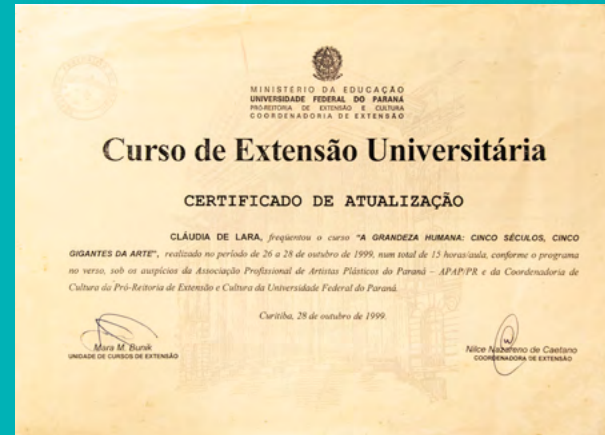 MINISTÉRIO DA EDUCAÇÃO
UNIVERSIDADE FEDERAL DO PARANÁ
PRÓ-REITORIA DE EXTENSÃO E CULTURA
COORDENADORIA DE EXTENSÃO
Curso de Extensão Universitária
CERTIFICADO DE ATUALIZAÇÃO
CLÁUDIA DE LARA, freqüentou o curso "A GRANDEZA HUMANA: CINCO SÉCULOS, CINCO
GIGANTES DA ARTE", realizado no período de 26 a 28 de outubro de 1999, num total de 15 horas/aula, conforme o programa
no verso, sob os auspícios da Associação Profissional de Artistas Plásticos do Paraná – APAP/PR e da Coordenadoria de
Cultura da Pró-Reitoria de Extensão e Cultura da Universidade Federal do Paraná.
Curitiba, 28 de outubro de 1999.
Mara M. Bunik
UNIDADE DE CURSOS DE EXTENSÃO
Nilce Nazareno de Caetano
COORDENADORA DE EXTENSÃO